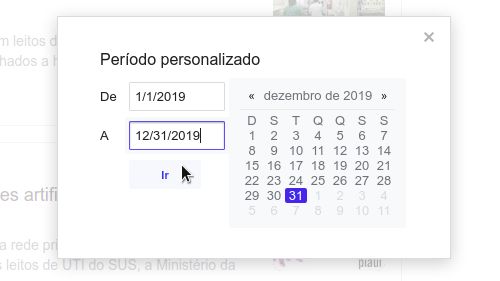 m leitos de
hados a h
×
Período personalizado
De 1/1/2019
A 12/31/2019
Ir
« dezembro de 2019 »
D S T Q Q S S
1 2 3 4 5 6 7
8 9 10 11 12 13 14
15 16 17 18 19 20 21
22 23 24 25 26 27 28
29 30 31 1 2 3 4
5 6 7 8 9 10 11
es artifi
a rede pri
s leitos de UTI do SUS, a Ministério da
piauí